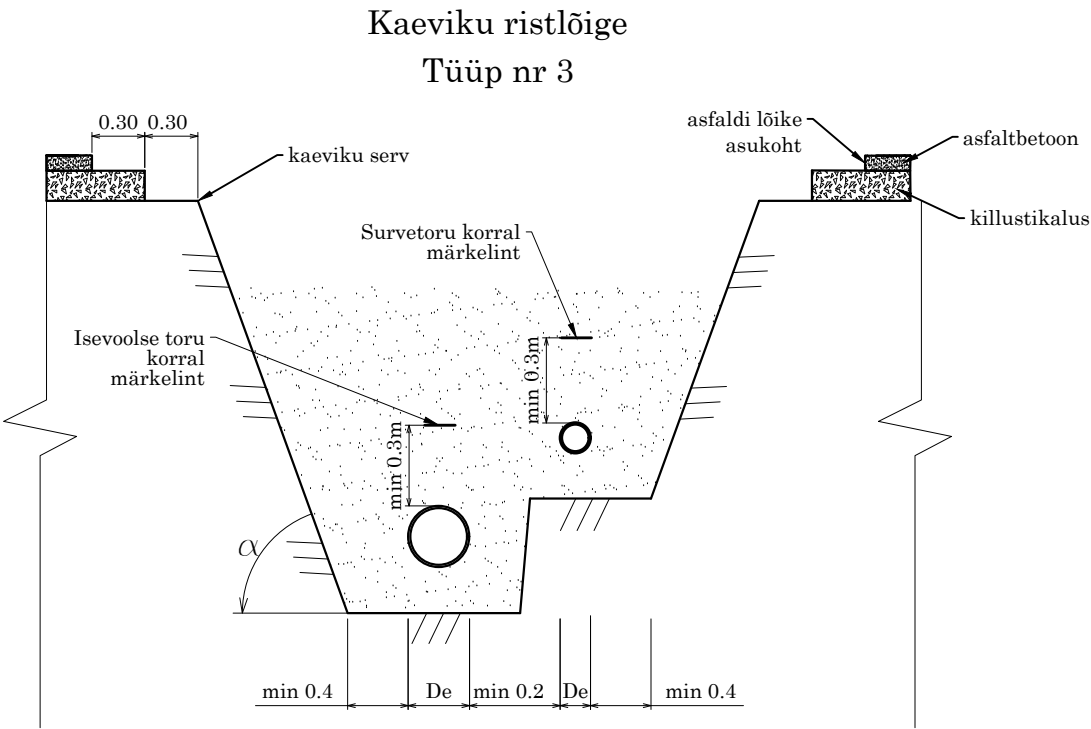 Kaeviku ristlõige
Tüüp nr 3
0.30 0.30
kaeviku serv
asfaldi lõike
asukoht
asfaltbetoon
killustikalus
Survetoru korral
märkelint
Isevoolse toru
korral
märkelint
min 0.3m
min 0.3m
α
min 0.4 De min 0.2 De min 0.4